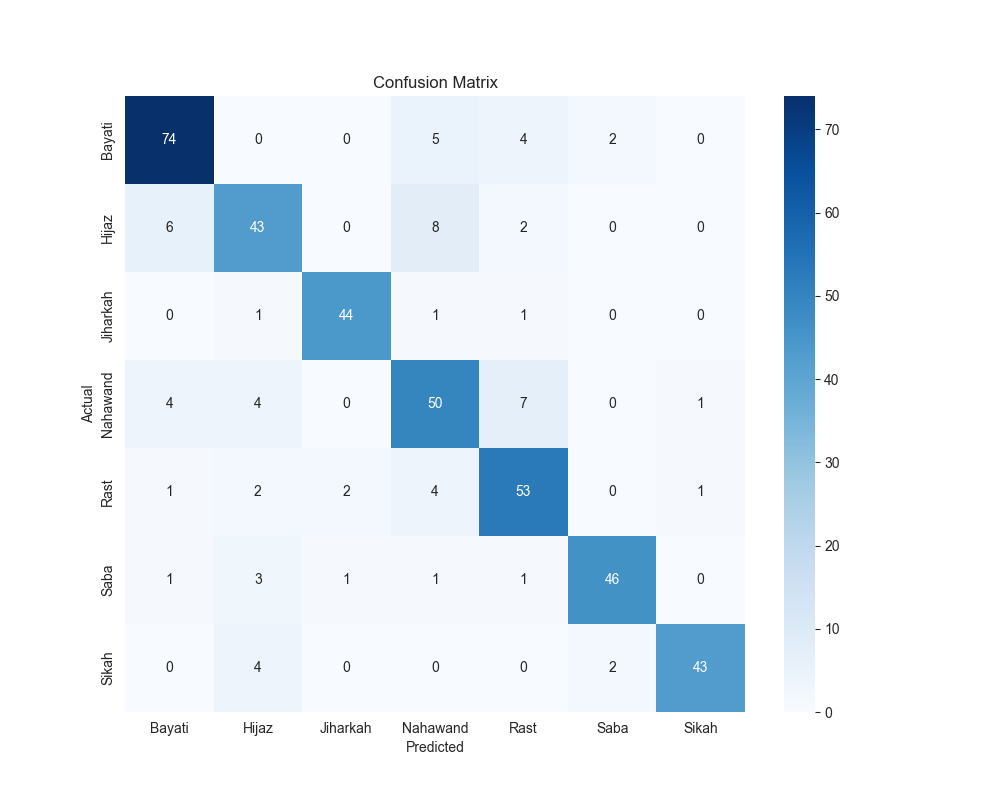 Confusion Matrix
Bayati 74 0 0 5 4 2 0
Hijaz 6 43 0 8 2 0 0
Jiharkah 0 1 44 1 1 0 0
Nahawand 4 4 0 50 7 0 1
Rast 1 2 2 4 53 0 1
Saba 1 3 1 1 1 46 0
Sikah 0 4 0 0 0 2 43
Actual
Bayati Hijaz Jiharkah Nahawand Rast Saba Sikah
Predicted
70
60
50
40
30
20
10
0